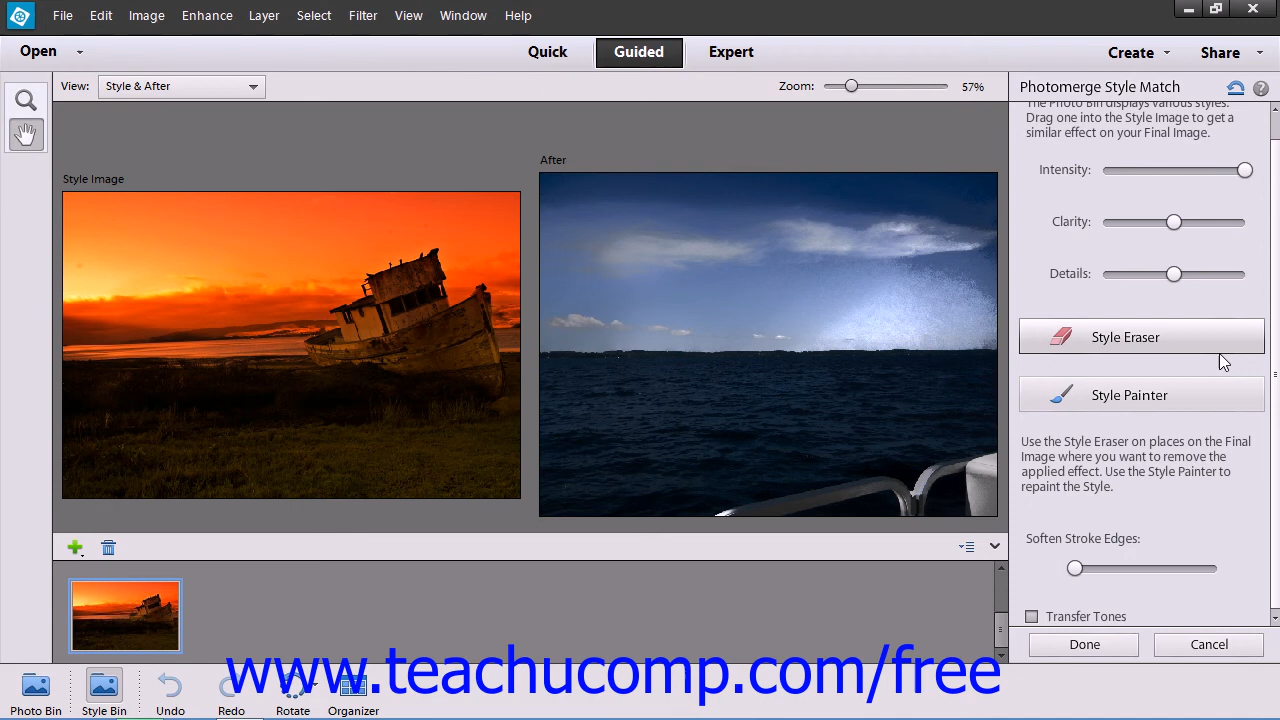 File Edit Image Enhance Layer Select Filter View Window Help
Open Quick Guided Expert Create Share
View: Style & After Zoom: 57% Photomerge Style Match
The Photo Bin displays various styles.
Drag one into the Style Image to get a
similar effect on your Final Image.
After
Style Image
Intensity:
Clarity:
Details:
Style Eraser
Style Painter
Use the Style Eraser on places on the Final
Image where you want to remove the
applied effect. Use the Style Painter to
repaint the Style.
Soften Stroke Edges:
Transfer Tones
Done Cancel
www.teachucomp.com/free
Photo Bin Style Bin Undo Redo Rotate Organizer